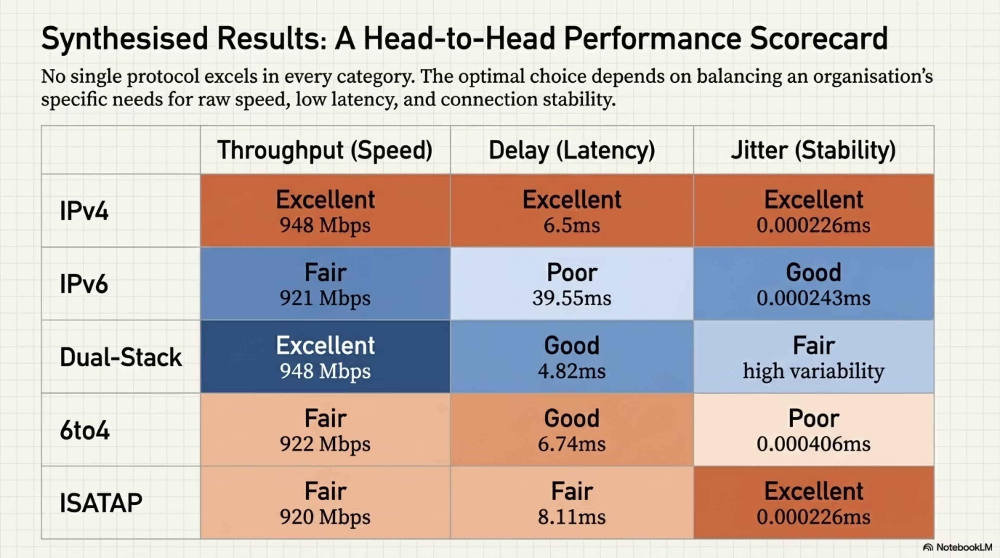 Synthesised Results: A Head-to-Head Performance Scorecard
No single protocol excels in every category. The optimal choice depends on balancing an organisation’s
specific needs for raw speed, low latency, and connection stability.
Throughput (Speed) Delay (Latency) Jitter (Stability)
IPv4
Excellent
948 Mbps
Excellent
6.5ms
Excellent
0.000226ms
IPv6
Fair
921 Mbps
Poor
39.55ms
Good
0.000243ms
Dual-Stack
Excellent
948 Mbps
Good
4.82ms
Fair
high variability
6to4
Fair
922 Mbps
Good
6.74ms
Poor
0.000406ms
ISATAP
Fair
920 Mbps
Fair
8.11ms
Excellent
0.000226ms
NotebookLM